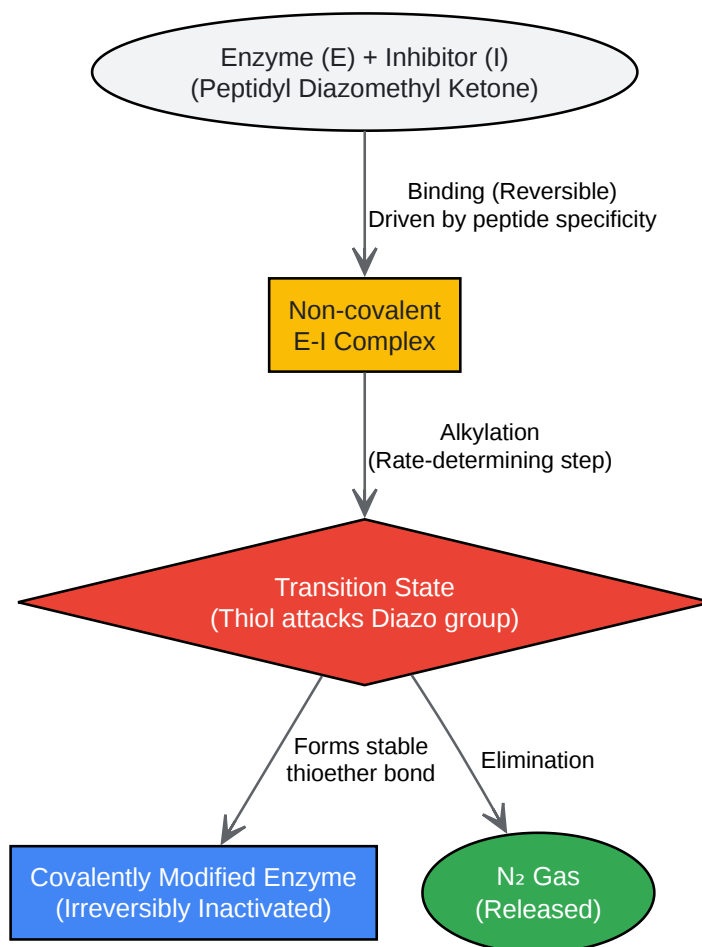 Enzyme (E) + Inhibitor (I)
(Peptidyl Diazomethyl Ketone)
Binding (Reversible)
Driven by peptide specificity
Non-covalent
E-I Complex
Alkylation
(Rate-determining step)
Transition State
(Thiol attacks Diazo group)
Forms stable
thioether bond
Elimination
Covalently Modified Enzyme
(Irreversibly Inactivated)
N₂ Gas
(Released)